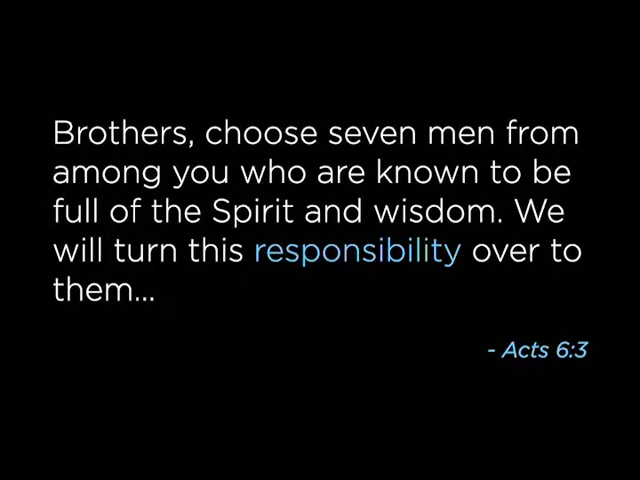 Brothers, choose seven men from
among you who are known to be
full of the Spirit and wisdom. We
will turn this responsibility over to
them...
- Acts 6:3